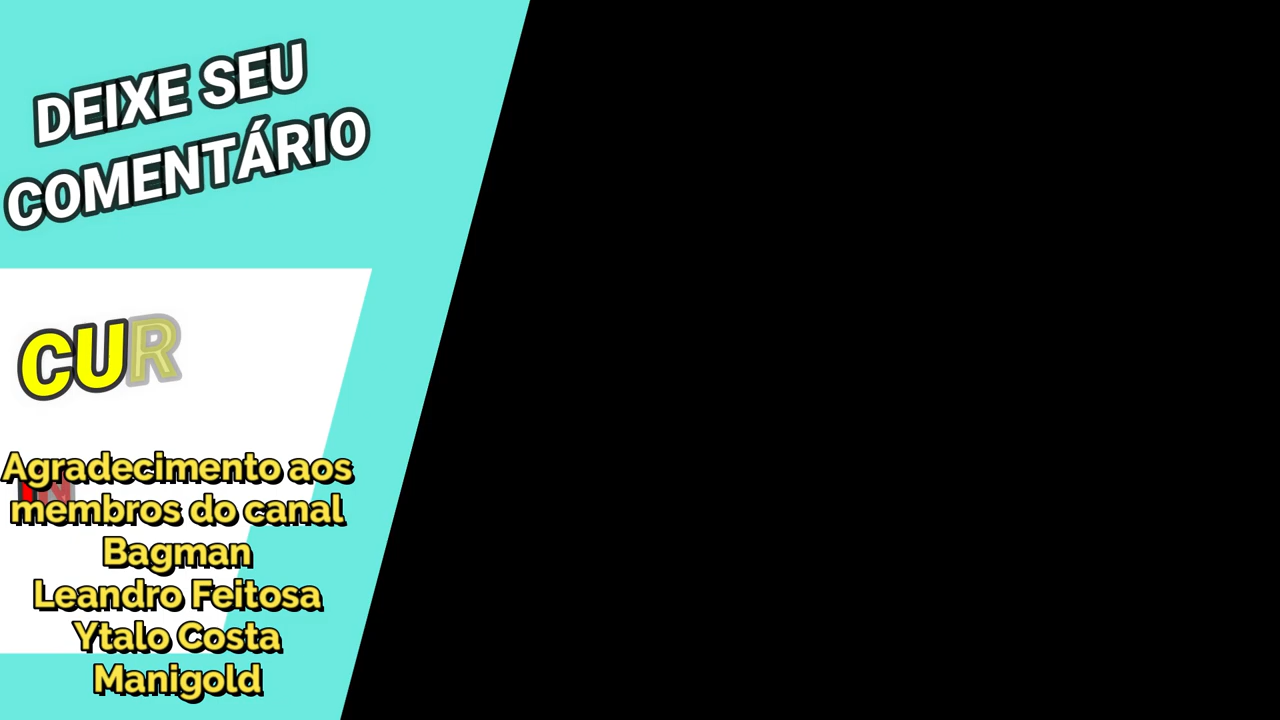 DEIXE SEU
COMENTÁRIO
CUR
Agradecimento aos
membros do canal
Bagman
Leandro Feitosa
Ytalo Costa
Manigold